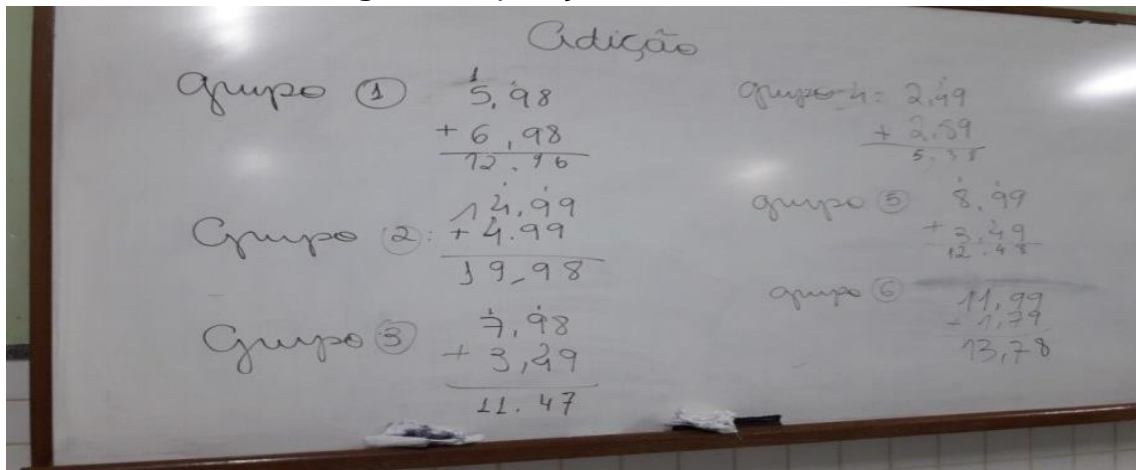 Adição
grupo 1 5,98
+ 6,98
12.96
Grupo 2: 14,99
+ 4.99
19,98
Grupo 3 7,98
+ 3,49
11.47
grupo 4: 2,49
+ 2,89
5,38
grupo 5 8,99
+ 3,49
12.48
grupo 6 11,99
+ 1,79
13,78